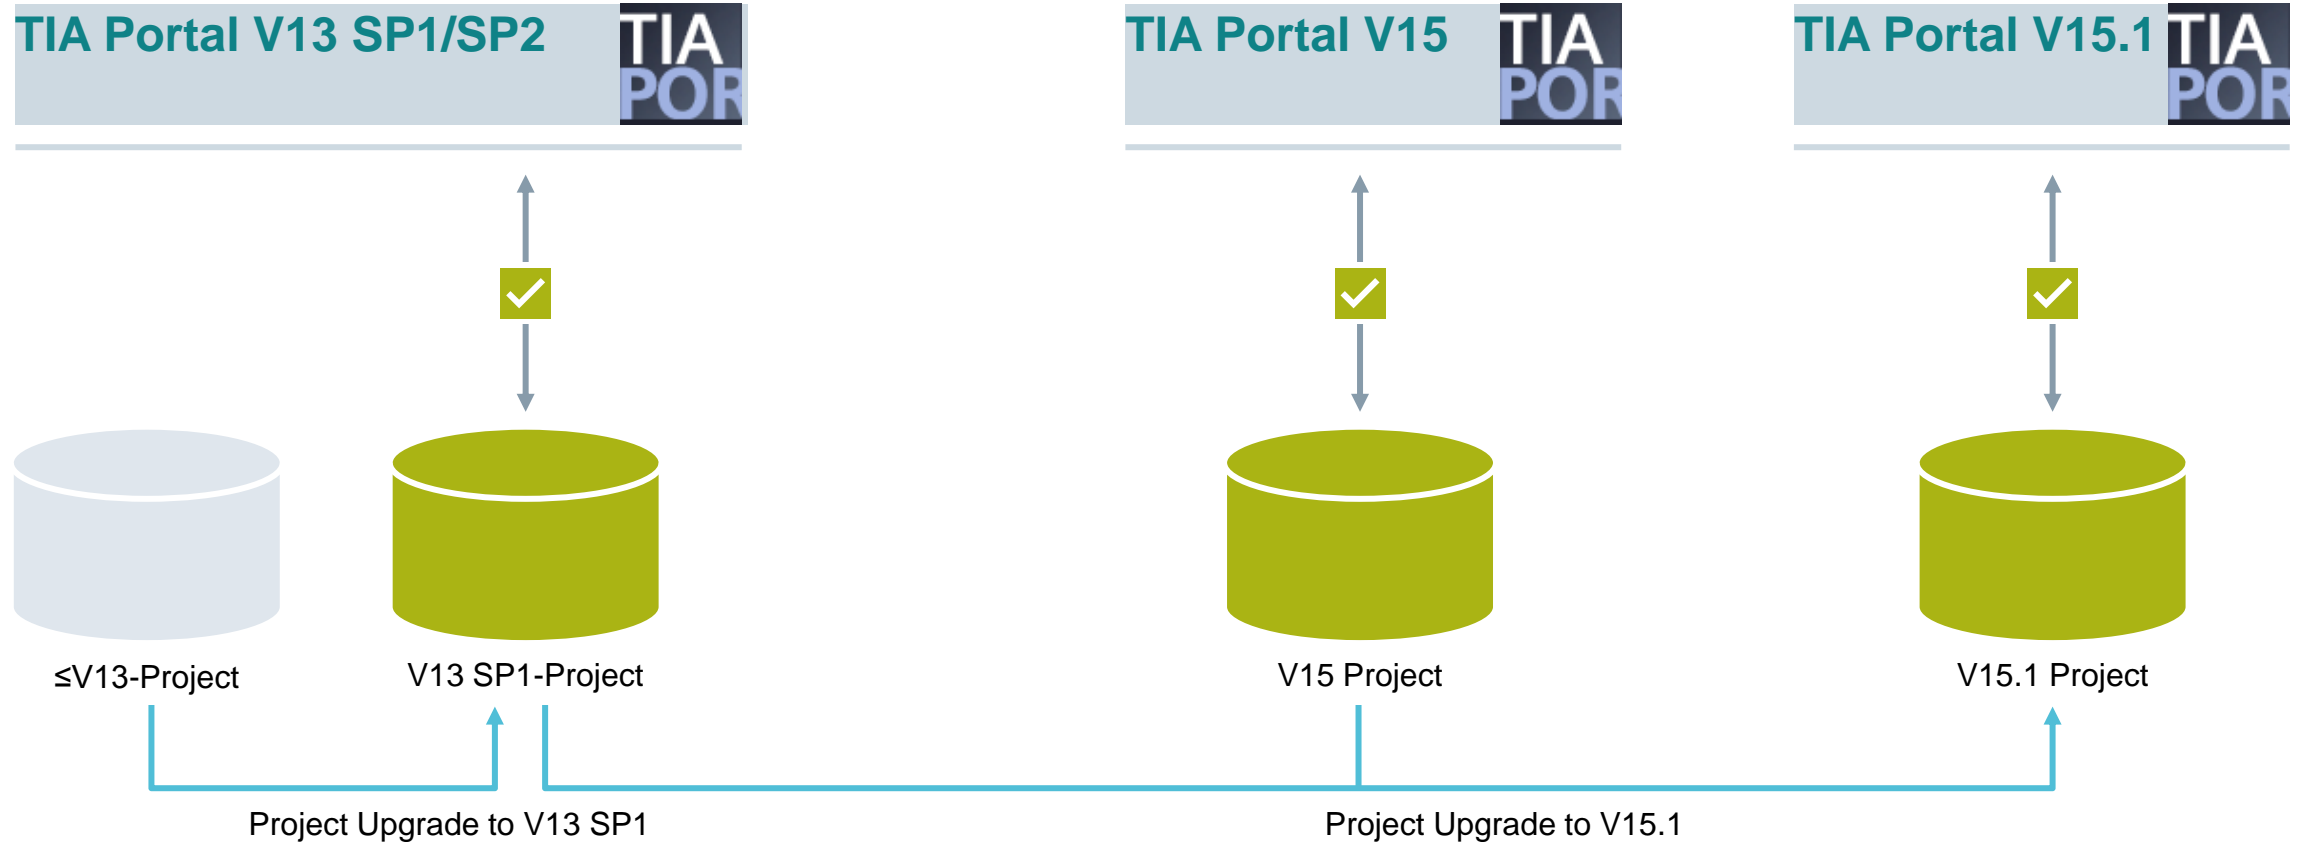 TIA Portal V13 SP1/SP2
TIA
POR
TIA Portal V15
TIA
POR
TIA Portal V15.1
TIA
POR
≤V13-Project
V13 SP1-Project
V15 Project
V15.1 Project
Project Upgrade to V13 SP1
Project Upgrade to V15.1